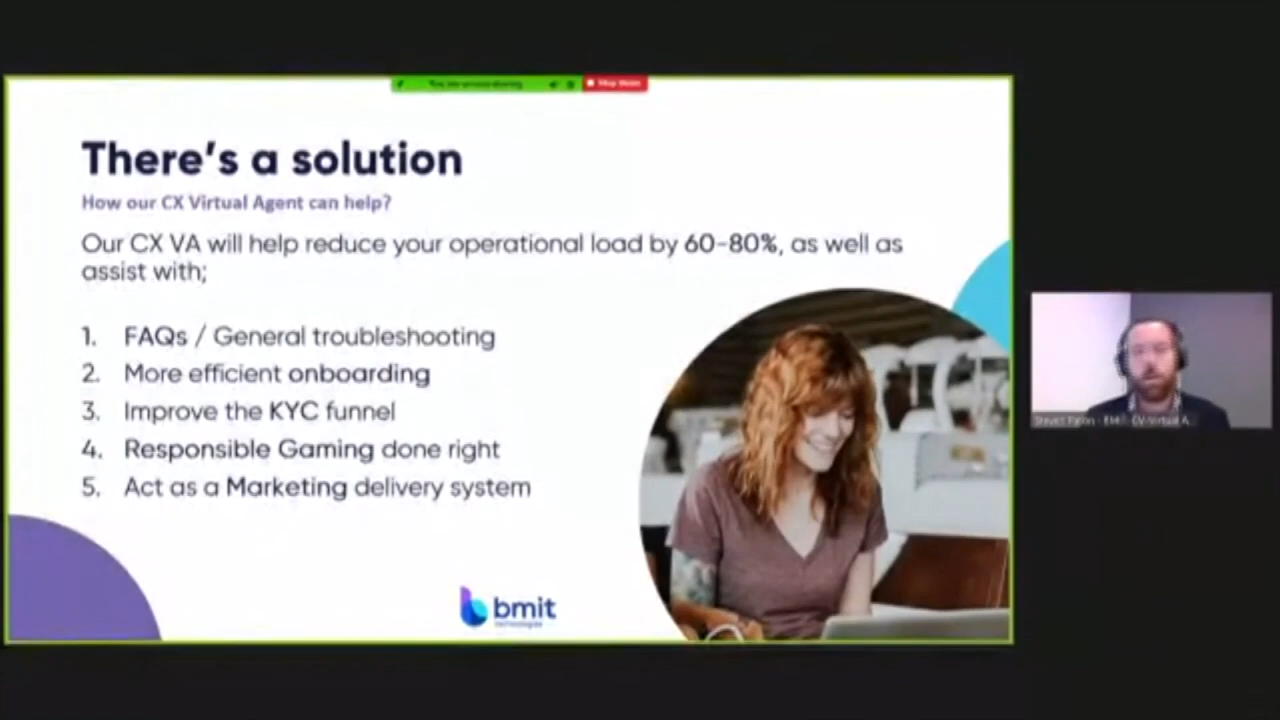 There's a solution
How our CX Virtual Agent can help?
Our CX VA will help reduce your operational load by 60-80%, as well as
assist with;
1. FAQs / General troubleshooting
2. More efficient onboarding
3. Improve the KYC funnel
4. Responsible Gaming done right
5. Act as a Marketing delivery system
bmit
technologies